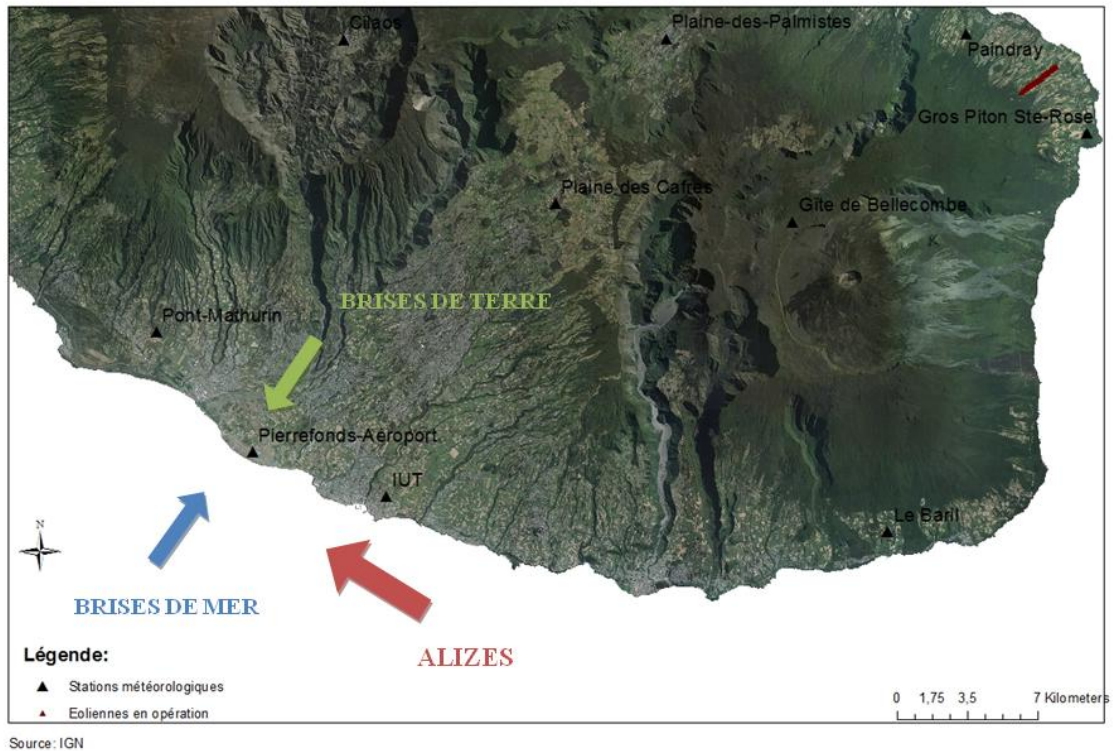 Cilaos
Plaine-des-Palmistes
Paindray
Gros Piton Ste-Rose
Plaine des Cafres
Gîte de Bellecombe
BRISES DE TERRE
Pont-Mathurin
Pierrefonds-Aéroport
IUT
Le Baril
N
BRISES DE MER
ALIZES
Légende:
Stations météorologiques
Eoliennes en opération
0 1,75 3,5 7 Kilometers
Source: IGN